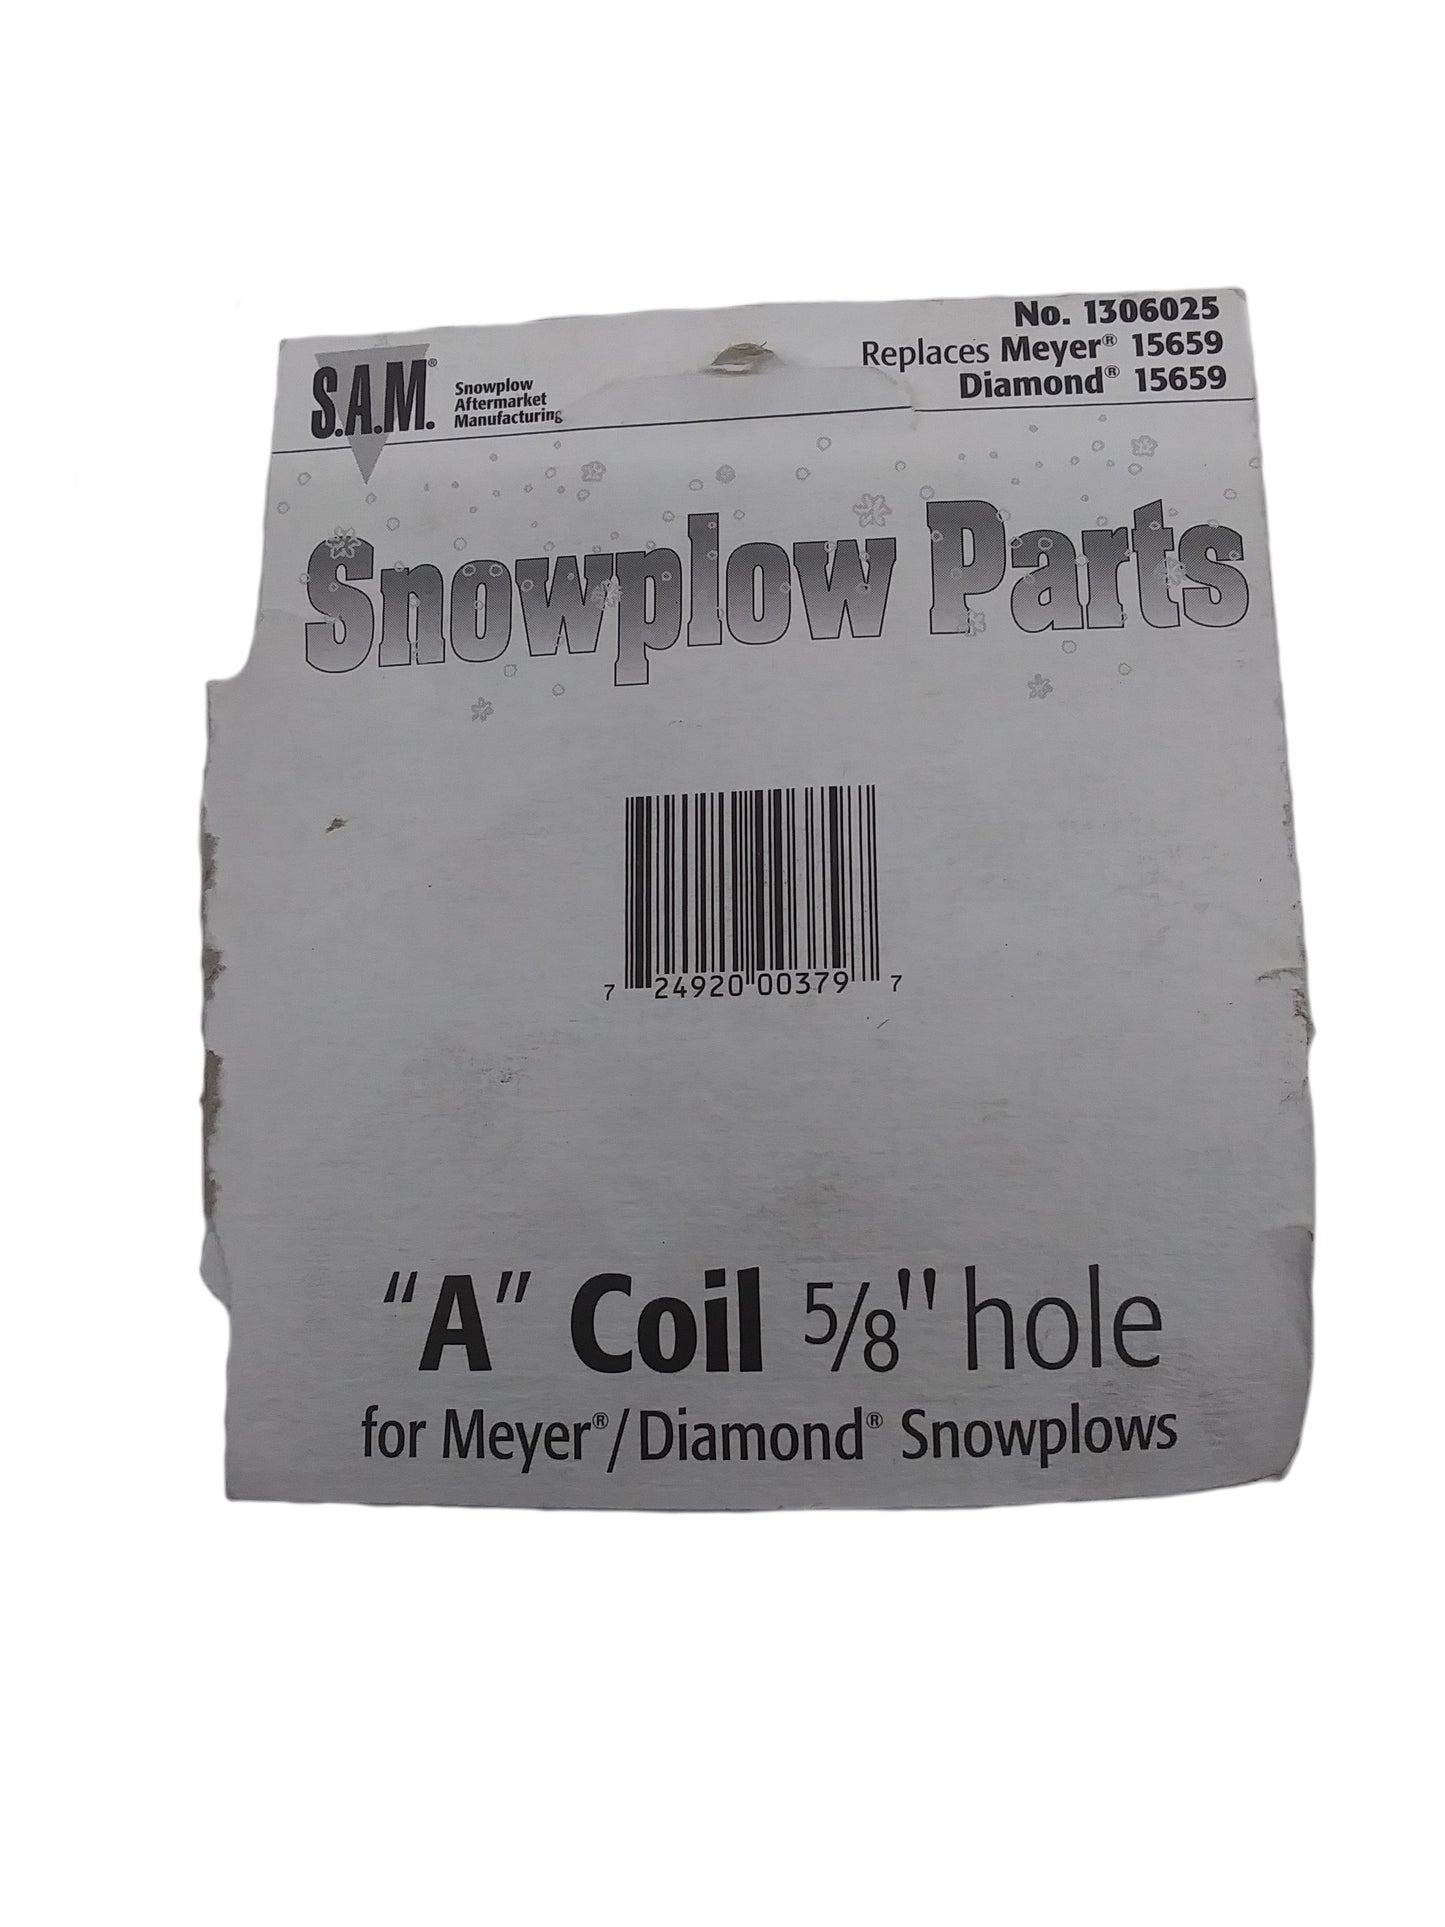 No. 1306025
Replaces Meyer® 15659
Diamond® 15659
S.A.M.®
Snowplow
Aftermarket
Manufacturing
Snowplow Parts
7 24920 00379 7
“A” Coil 5/8" hole
for Meyer®/Diamond® Snowplows